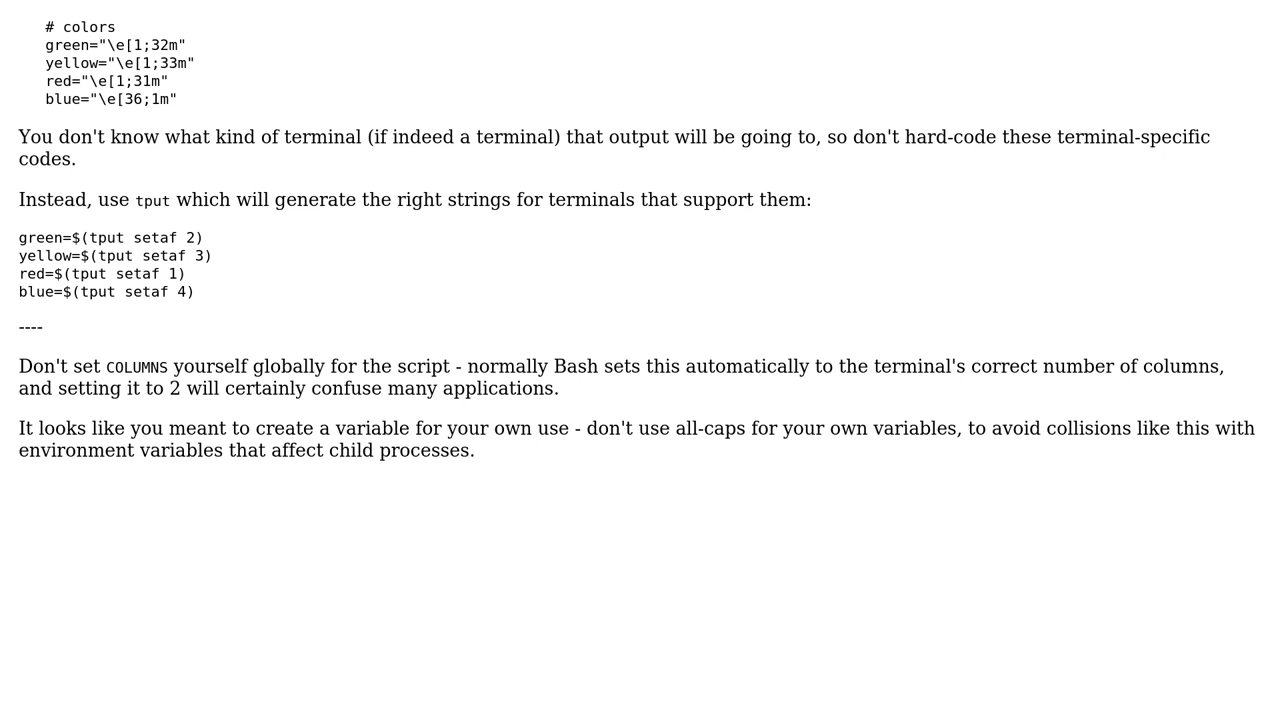 # colors
green="\e[1;32m"
yellow="\e[1;33m"
red="\e[1;31m"
blue="\e[36;1m"
You don't know what kind of terminal (if indeed a terminal) that output will be going to, so don't hard-code these terminal-specific
codes.
Instead, use tput which will generate the right strings for terminals that support them:
green=$(tput setaf 2)
yellow=$(tput setaf 3)
red=$(tput setaf 1)
blue=$(tput setaf 4)
----
Don't set COLUMNS yourself globally for the script - normally Bash sets this automatically to the terminal's correct number of columns,
and setting it to 2 will certainly confuse many applications.
It looks like you meant to create a variable for your own use - don't use all-caps for your own variables, to avoid collisions like this with
environment variables that affect child processes.